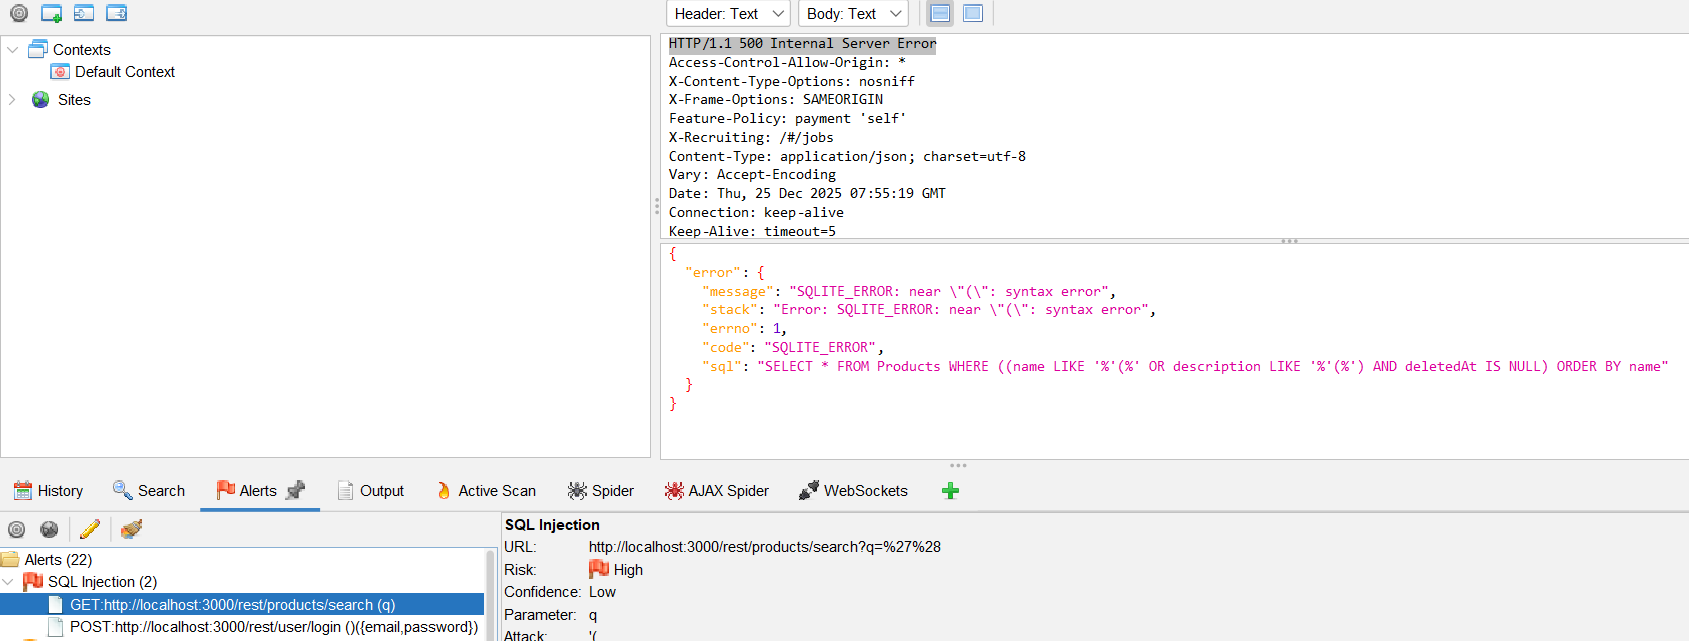 Header: Text Body: Text
Contexts
Default Context
Sites
HTTP/1.1 500 Internal Server Error
Access-Control-Allow-Origin: *
X-Content-Type-Options: nosniff
X-Frame-Options: SAMEORIGIN
Feature-Policy: payment 'self'
X-Recruiting: /#/jobs
Content-Type: application/json; charset=utf-8
Vary: Accept-Encoding
Date: Thu, 25 Dec 2025 07:55:19 GMT
Connection: keep-alive
Keep-Alive: timeout=5
{
  "error": {
    "message": "SQLITE_ERROR: near \"(\": syntax error",
    "stack": "Error: SQLITE_ERROR: near \"(\": syntax error",
    "errno": 1,
    "code": "SQLITE_ERROR",
    "sql": "SELECT * FROM Products WHERE ((name LIKE '%'(%' OR description LIKE '%'(%') AND deletedAt IS NULL) ORDER BY name"
  }
}
History Search Alerts Output Active Scan Spider AJAX Spider WebSockets
Alerts (22)
SQL Injection (2)
GET:http://localhost:3000/rest/products/search (q)
POST:http://localhost:3000/rest/user/login ()({email,password})
SQL Injection
URL: http://localhost:3000/rest/products/search?q=%27%28
Risk: High
Confidence: Low
Parameter: q
Attack: '(